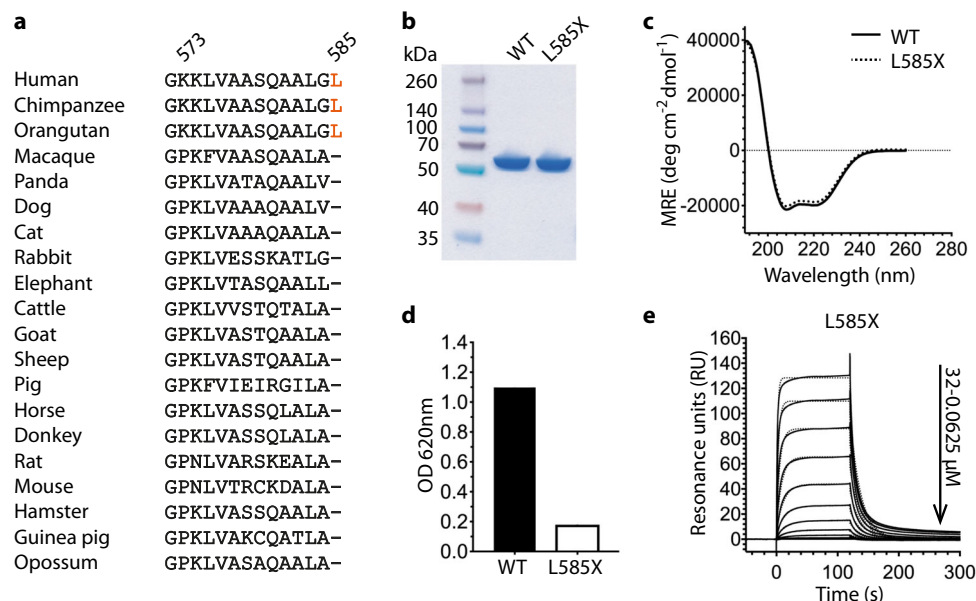 a
573 585
Human GKKLVAASQAALGL
Chimpanzee GKKLVAASQAALGL
Orangutan GKKLVAASQAALGL
Macaque GPKFVAASQAALA–
Panda GPKLVATAQAALV–
Dog GPKLVAAAQAALV–
Cat GPKLVAAAQAALA–
Rabbit GPKLVESSKATLG–
Elephant GPKLVTASQAALL–
Cattle GPKLVVSTQTALA–
Goat GPKLVASTQAALA–
Sheep GPKLVASTQAALA–
Pig GPKFVIEIRGILA–
Horse GPKLVASSQLALA–
Donkey GPKLVASSQLALA–
Rat GPNLVARSKEALA–
Mouse GPNLVTRCKDALA–
Hamster GPKLVASSQAALA–
Guinea pig GPKLVAKCQATLA–
Opossum GPKLVASAQAALA–
b
kDa WT L585X
260
140
100
70
50
40
35
c
WT
L585X
MRE (deg cm⁻² dmol⁻¹)
40000
20000
0
-20000
200 220 240 260 280
Wavelength (nm)
d
OD 620nm
1.4
1.2
1.0
0.8
0.6
0.4
0.2
0.0
WT L585X
e
L585X
Resonance units (RU)
160
140
120
100
80
60
40
20
0
0 100 200 300
Time (s)
32-0.0625 µM